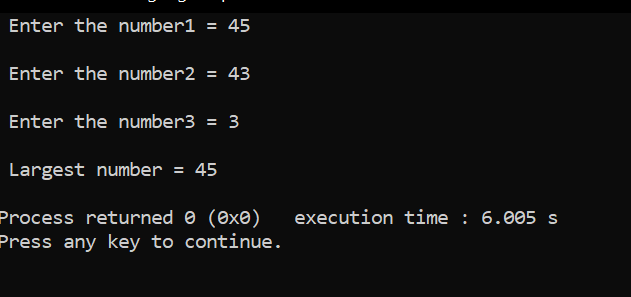 Enter the number1 = 45
Enter the number2 = 43
Enter the number3 = 3
Largest number = 45
Process returned 0 (0x0)   execution time : 6.005 s
Press any key to continue.